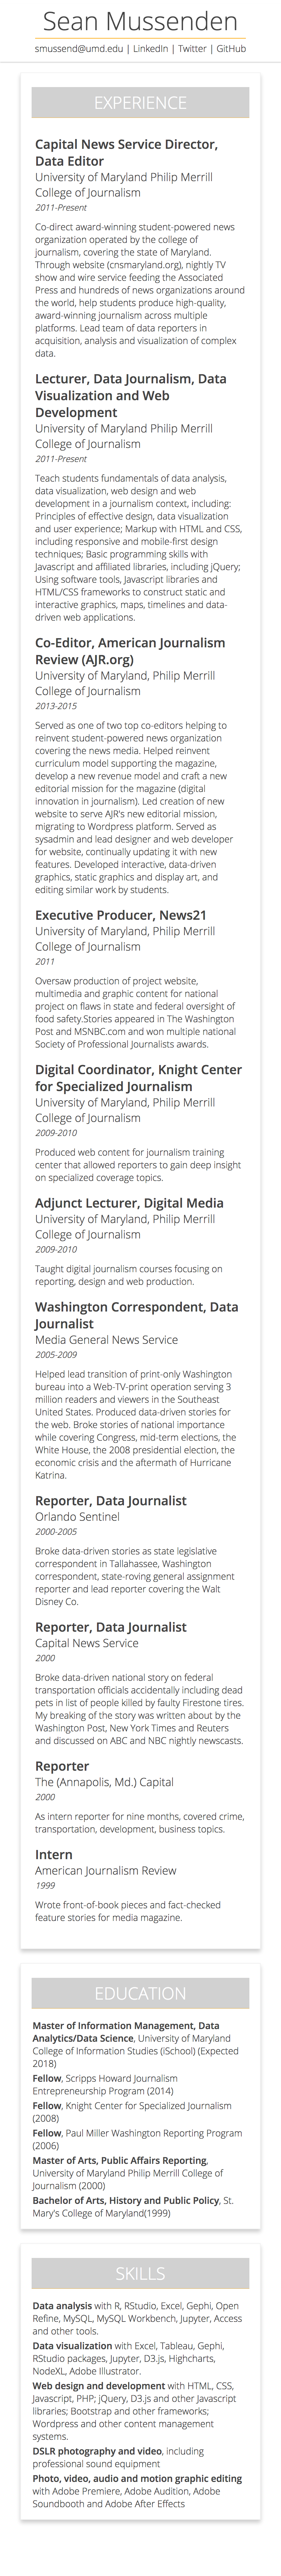 Sean Mussenden
smussend@umd.edu | LinkedIn | Twitter | GitHub
EXPERIENCE
Capital News Service Director,
Data Editor
University of Maryland Philip Merrill
College of Journalism
2011-Present
Co-direct award-winning student-powered news
organization operated by the college of
journalism, covering the state of Maryland.
Through website (cnsmaryland.org), nightly TV
show and wire service feeding the Associated
Press and hundreds of news organizations around
the world, help students produce high-quality,
award-winning journalism across multiple
platforms. Lead team of data reporters in
acquisition, analysis and visualization of complex
data.
Lecturer, Data Journalism, Data
Visualization and Web
Development
University of Maryland Philip Merrill
College of Journalism
2011-Present
Teach students fundamentals of data analysis,
data visualization, web design and web
development in a journalism context, including:
Principles of effective design, data visualization
and user experience; Markup with HTML and CSS,
including responsive and mobile-first design
techniques; Basic programming skills with
Javascript and affiliated libraries, including jQuery;
Using software tools, Javascript libraries and
HTML/CSS frameworks to construct static and
interactive graphics, maps, timelines and data-
driven web applications.
Co-Editor, American Journalism
Review (AJR.org)
University of Maryland, Philip Merrill
College of Journalism
2013-2015
Served as one of two top co-editors helping to
reinvent student-powered news organization
covering the news media. Helped reinvent
curriculum model supporting the magazine,
develop a new revenue model and craft a new
editorial mission for the magazine (digital
innovation in journalism). Led creation of new
website to serve AJR's new editorial mission,
migrating to Wordpress platform. Served as
sysadmin and lead designer and web developer
for website, continually updating it with new
features. Developed interactive, data-driven
graphics, static graphics and display art, and
editing similar work by students.
Executive Producer, News21
University of Maryland, Philip Merrill
College of Journalism
2011
Oversaw production of project website,
multimedia and graphic content for national
project on flaws in state and federal oversight of
food safety.Stories appeared in The Washington
Post and MSNBC.com and won multiple national
Society of Professional Journalists awards.
Digital Coordinator, Knight Center
for Specialized Journalism
University of Maryland, Philip Merrill
College of Journalism
2009-2010
Produced web content for journalism training
center that allowed reporters to gain deep insight
on specialized coverage topics.
Adjunct Lecturer, Digital Media
University of Maryland, Philip Merrill
College of Journalism
2009-2010
Taught digital journalism courses focusing on
reporting, design and web production.
Washington Correspondent, Data
Journalist
Media General News Service
2005-2009
Helped lead transition of print-only Washington
bureau into a Web-TV-print operation serving 3
million readers and viewers in the Southeast
United States. Produced data-driven stories for
the web. Broke stories of national importance
while covering Congress, mid-term elections, the
White House, the 2008 presidential election, the
economic crisis and the aftermath of Hurricane
Katrina.
Reporter, Data Journalist
Orlando Sentinel
2000-2005
Broke data-driven stories as state legislative
correspondent in Tallahassee, Washington
correspondent, state-roving general assignment
reporter and lead reporter covering the Walt
Disney Co.
Reporter, Data Journalist
Capital News Service
2000
Broke data-driven national story on federal
transportation officials accidentally including dead
pets in list of people killed by faulty Firestone tires.
My breaking of the story was written about by the
Washington Post, New York Times and Reuters
and discussed on ABC and NBC nightly newscasts.
Reporter
The (Annapolis, Md.) Capital
2000
As intern reporter for nine months, covered crime,
transportation, development, business topics.
Intern
American Journalism Review
1999
Wrote front-of-book pieces and fact-checked
feature stories for media magazine.
EDUCATION
Master of Information Management, Data
Analytics/Data Science, University of Maryland
College of Information Studies (iSchool) (Expected
2018)
Fellow, Scripps Howard Journalism
Entrepreneurship Program (2014)
Fellow, Knight Center for Specialized Journalism
(2008)
Fellow, Paul Miller Washington Reporting Program
(2006)
Master of Arts, Public Affairs Reporting,
University of Maryland Philip Merrill College of
Journalism (2000)
Bachelor of Arts, History and Public Policy, St.
Mary's College of Maryland(1999)
SKILLS
Data analysis with R, RStudio, Excel, Gephi, Open
Refine, MySQL, MySQL Workbench, Jupyter, Access
and other tools.
Data visualization with Excel, Tableau, Gephi,
RStudio packages, Jupyter, D3.js, Highcharts,
NodeXL, Adobe Illustrator.
Web design and development with HTML, CSS,
Javascript, PHP; jQuery, D3.js and other Javascript
libraries; Bootstrap and other frameworks;
Wordpress and other content management
systems.
DSLR photography and video, including
professional sound equipment
Photo, video, audio and motion graphic editing
with Adobe Premiere, Adobe Audition, Adobe
Soundbooth and Adobe After Effects